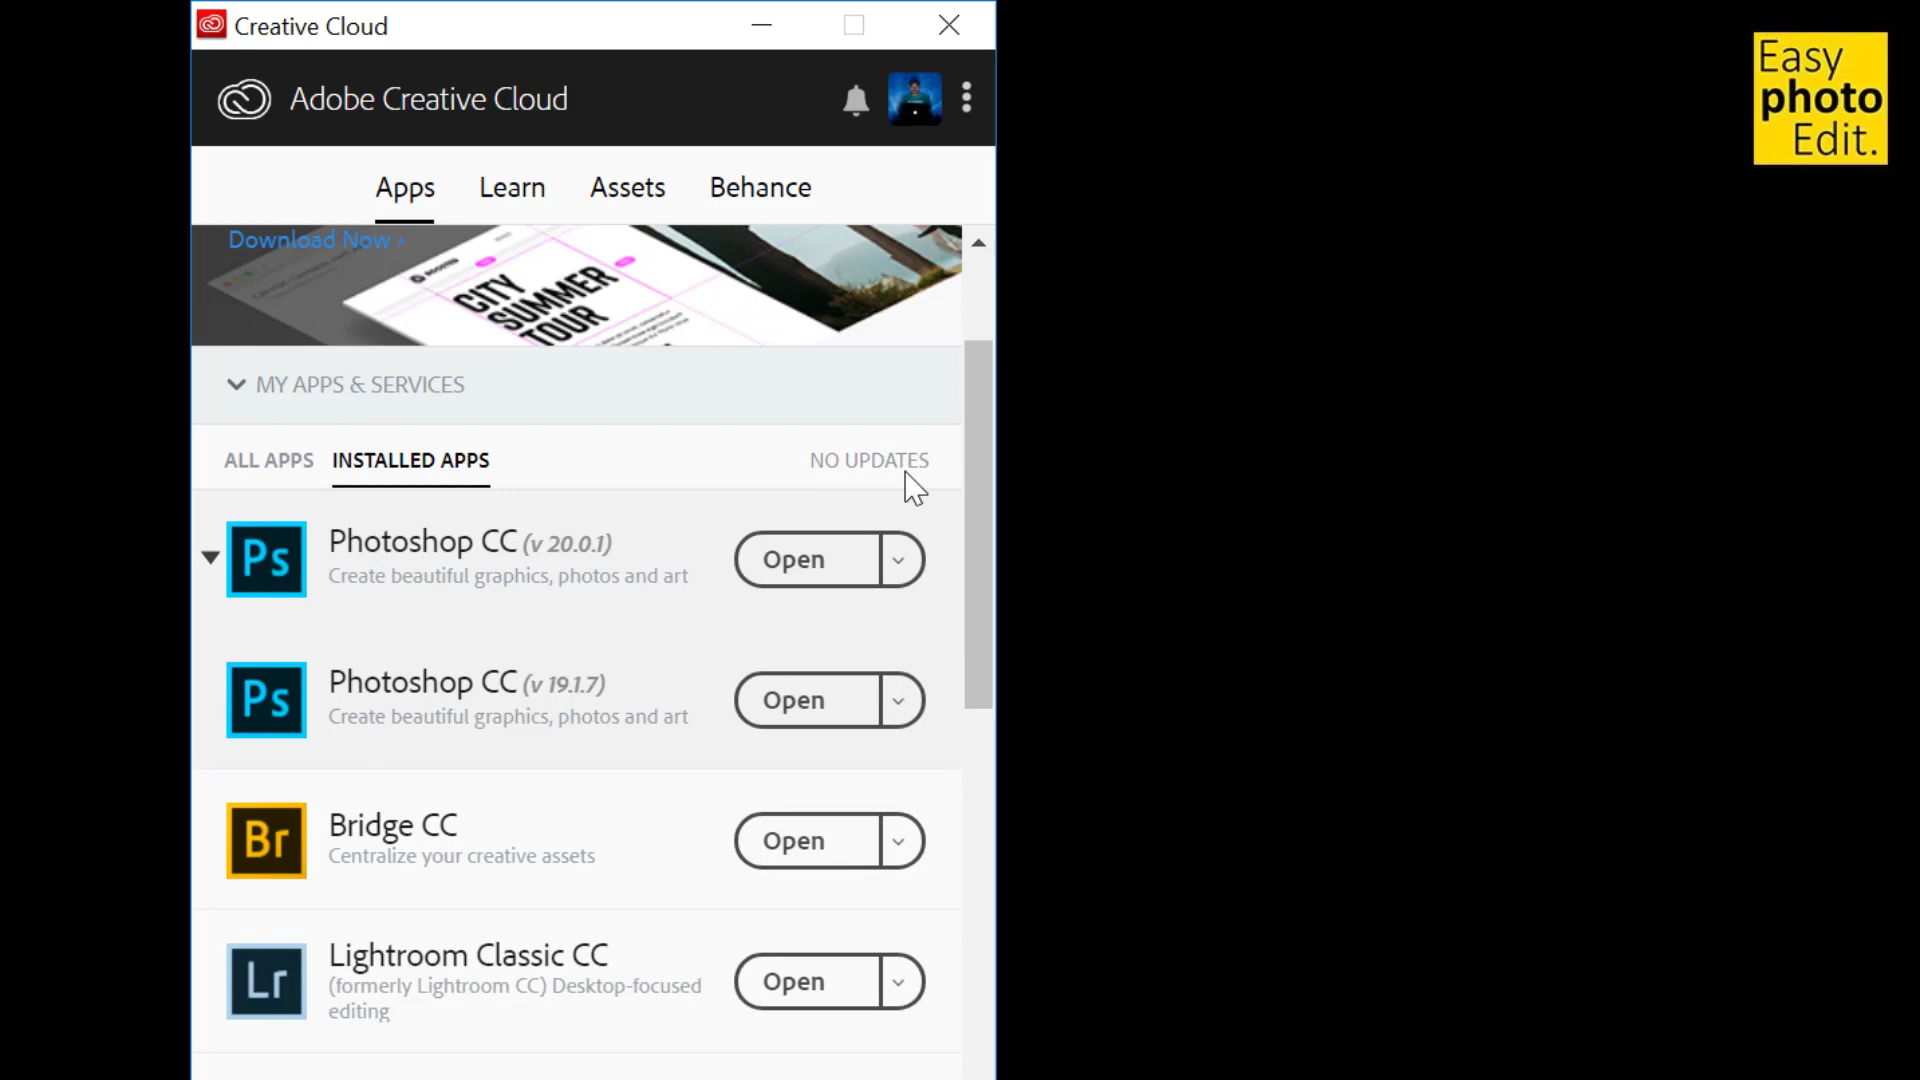 Creative Cloud
Easy
photo
Edit.
Adobe Creative Cloud
Apps Learn Assets Behance
Download Now ›
CITY
SUMMER
TOUR
MY APPS & SERVICES
ALL APPS INSTALLED APPS NO UPDATES
Ps Photoshop CC (v 20.0.1) Open
Create beautiful graphics, photos and art
Ps Photoshop CC (v 19.1.7) Open
Create beautiful graphics, photos and art
Br Bridge CC Open
Centralize your creative assets
Lr Lightroom Classic CC Open
(formerly Lightroom CC) Desktop-focused
editing